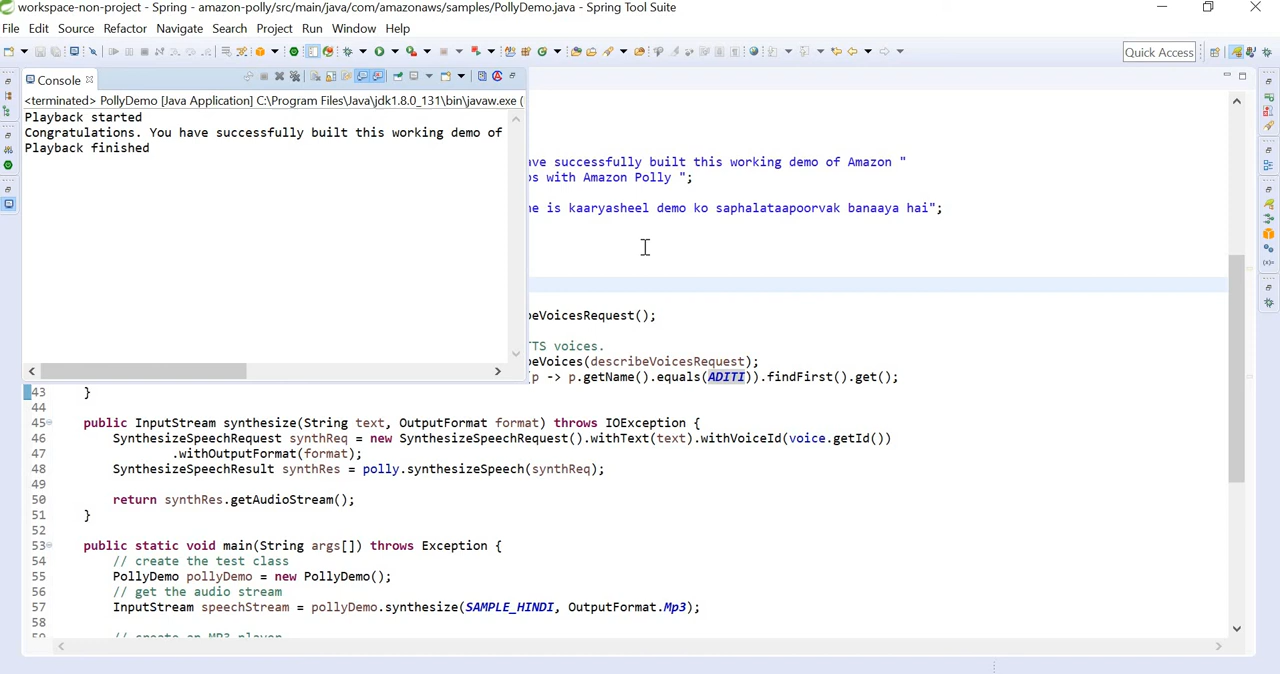 workspace-non-project - Spring - amazon-polly/src/main/java/com/amazonaws/samples/PollyDemo.java - Spring Tool Suite
File Edit Source Refactor Navigate Search Project Run Window Help
Quick Access
Console
<terminated> PollyDemo [Java Application] C:\Program Files\Java\jdk1.8.0_131\bin\javaw.exe (
Playback started
Congratulations. You have successfully built this working demo of
Playback finished
ve successfully built this working demo of Amazon "
s with Amazon Polly ";
e is kaaryasheel demo ko saphalataapoorvak banaaya hai";
eVoicesRequest();
TS voices.
eVoices(describeVoicesRequest);
(p -> p.getName().equals(ADITI)).findFirst().get();
43 }
44
45 public InputStream synthesize(String text, OutputFormat format) throws IOException {
46 SynthesizeSpeechRequest synthReq = new SynthesizeSpeechRequest().withText(text).withVoiceId(voice.getId())
47 .withOutputFormat(format);
48 SynthesizeSpeechResult synthRes = polly.synthesizeSpeech(synthReq);
49
50 return synthRes.getAudioStream();
51 }
52
53 public static void main(String args[]) throws Exception {
54 // create the test class
55 PollyDemo pollyDemo = new PollyDemo();
56 // get the audio stream
57 InputStream speechStream = pollyDemo.synthesize(SAMPLE_HINDI, OutputFormat.Mp3);
58
59 // create an MP3 player